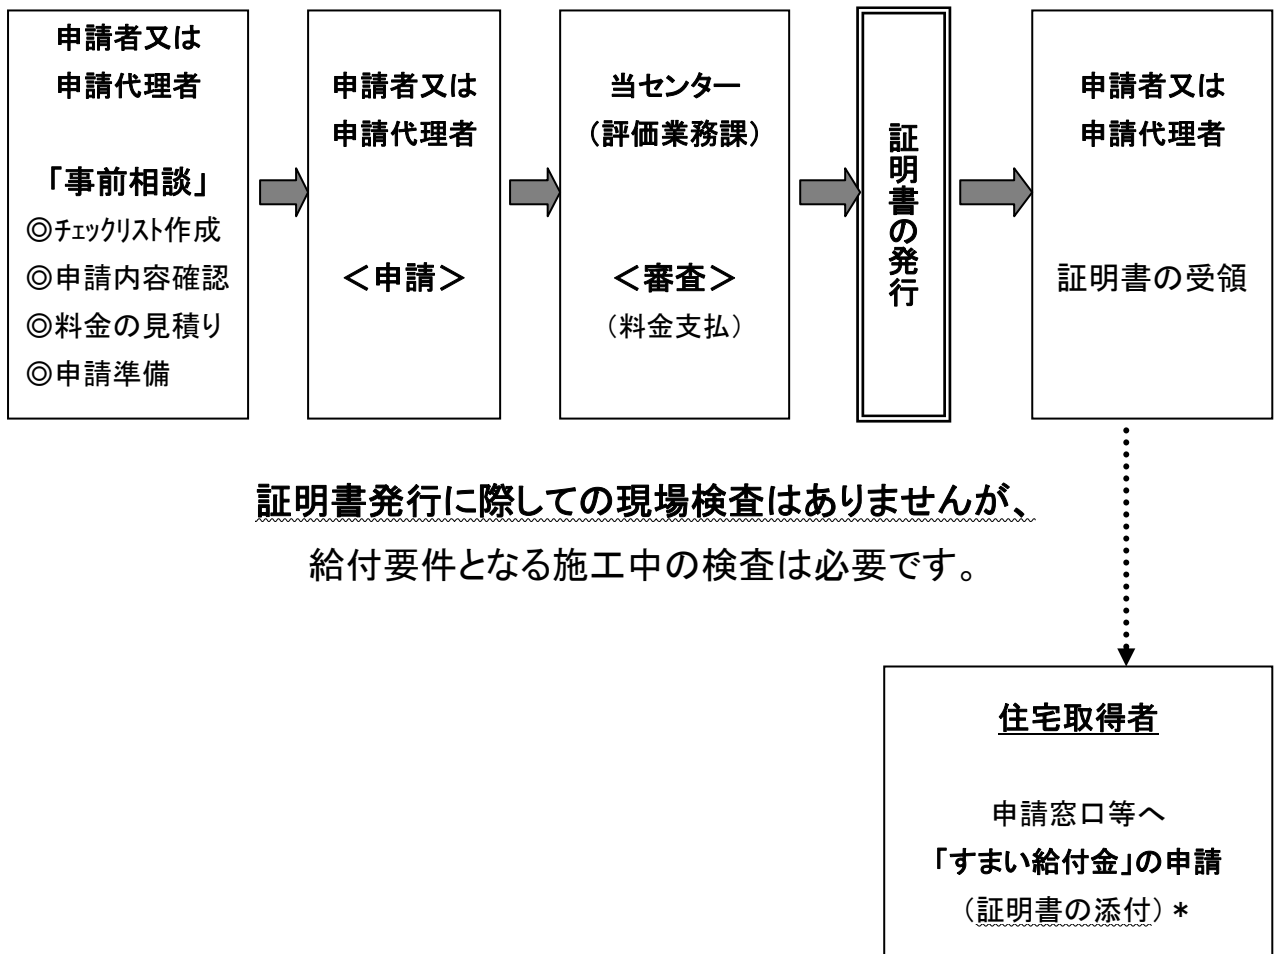 申請者又は
申請代理者
「事前相談」
◎チェックリスト作成
◎申請内容確認
◎料金の見積り
◎申請準備
申請者又は
申請代理者
＜申請＞
当センター
（評価業務課）
＜審査＞
（料金支払）
証明書の発行
申請者又は
申請代理者
証明書の受領
証明書発行に際しての現場検査はありませんが、
給付要件となる施工中の検査は必要です。
住宅取得者
申請窓口等へ
「すまい給付金」の申請
（証明書の添付）＊